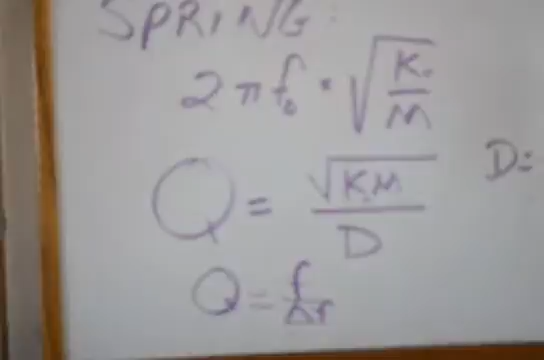 SPRING:
2πf₀ = √(K/M)
Q = √(KM)/D
D=
Q = f/Δf